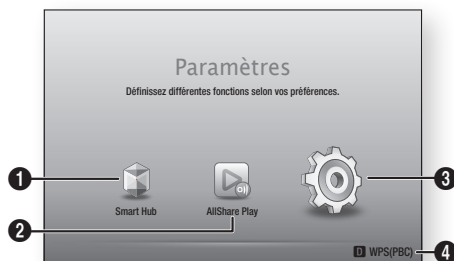 Paramètres
Définissez différentes fonctions selon vos préférences.
1
3
Smart Hub
AllShare Play
2
D WPS(PBC)
4